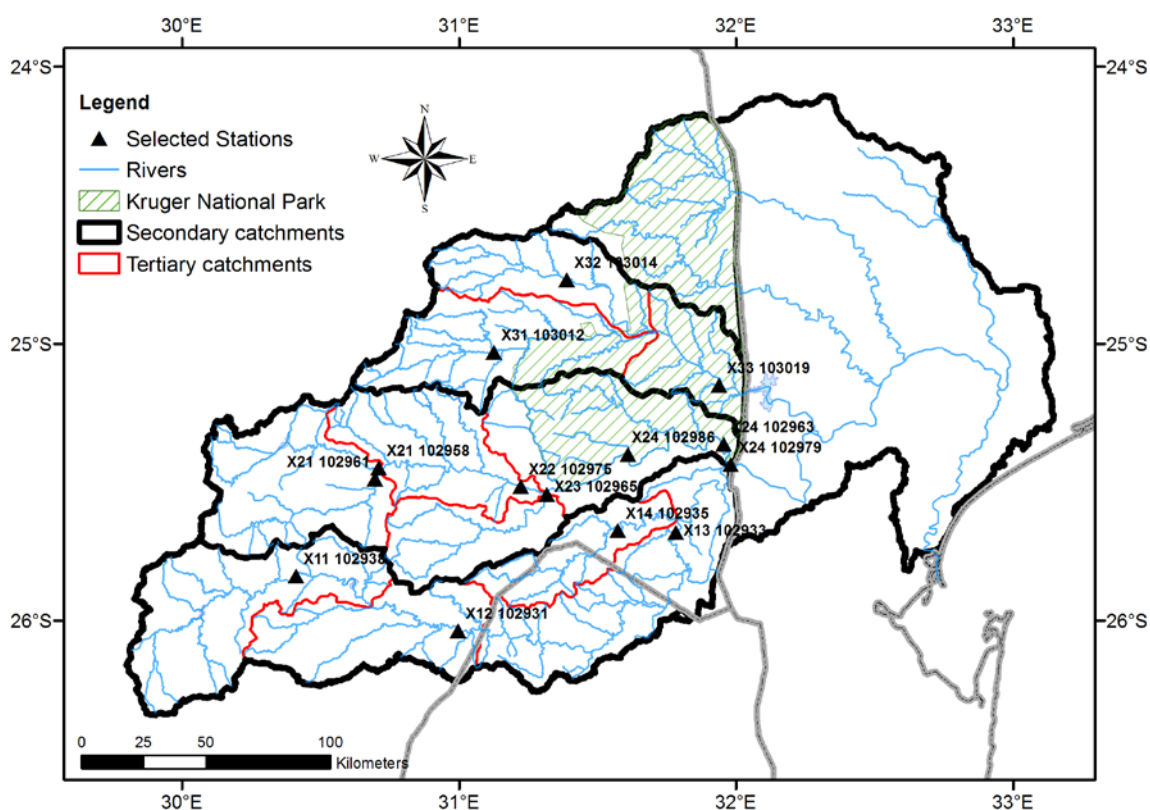 30°E 31°E 32°E 33°E
24°S 24°S
Legend
Selected Stations
Rivers
Kruger National Park
Secondary catchments
Tertiary catchments
N
W E
S
X32 103014
X31 103012
25°S 25°S
X33 103019
X24 102963
X24 102986
X24 102979
X21 102958
X21 102961
X22 102975
X23 102965
X14 102935
X13 102933
X11 102938
X12 102931
26°S 26°S
0 25 50 100
Kilometers
30°E 31°E 32°E 33°E